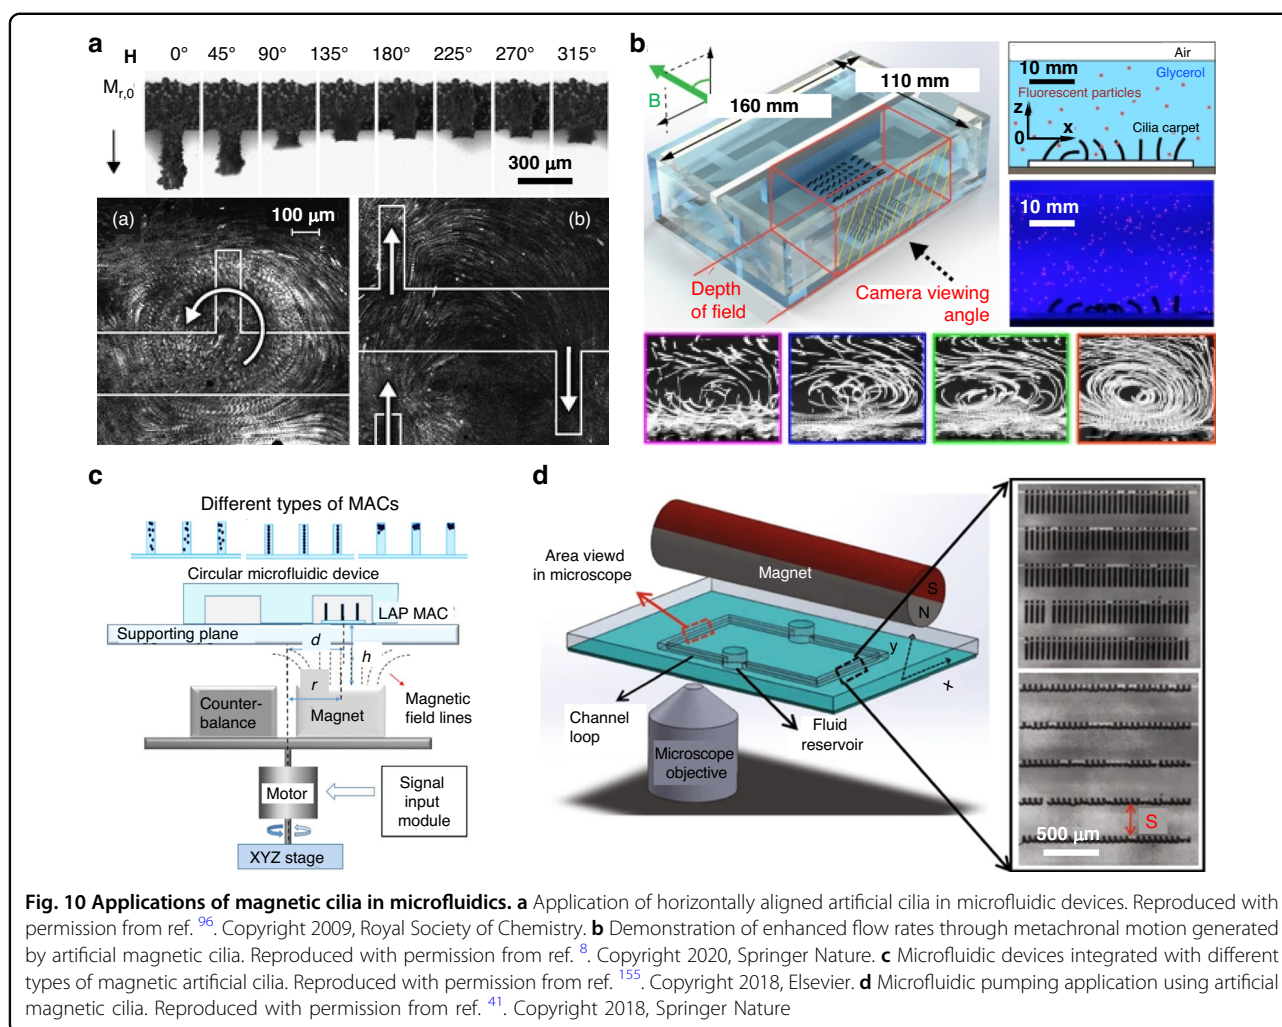 a
H 0° 45° 90° 135° 180° 225° 270° 315°
Mr,0
300 μm
(a)
100 μm
(b)
b
B
160 mm
110 mm
Depth
of field
Camera viewing
angle
Air
10 mm
Glycerol
Fluorescent particles
z
0
x
Cilia carpet
10 mm
c
Different types of MACs
Circular microfluidic device
LAP MAC
Supporting plane
d
h
r
Counter-
balance
Magnet
Magnetic
field lines
Motor
Signal
input
module
XYZ stage
d
Area viewd
in microscope
Magnet
S
N
y
x
Channel
loop
Fluid
reservoir
Microscope
objective
S
500 μm
Fig. 10 Applications of magnetic cilia in microfluidics. a Application of horizontally aligned artificial cilia in microfluidic devices. Reproduced with
permission from ref. 96. Copyright 2009, Royal Society of Chemistry. b Demonstration of enhanced flow rates through metachronal motion generated
by artificial magnetic cilia. Reproduced with permission from ref. 8. Copyright 2020, Springer Nature. c Microfluidic devices integrated with different
types of magnetic artificial cilia. Reproduced with permission from ref. 155. Copyright 2018, Elsevier. d Microfluidic pumping application using artificial
magnetic cilia. Reproduced with permission from ref. 41. Copyright 2018, Springer Nature